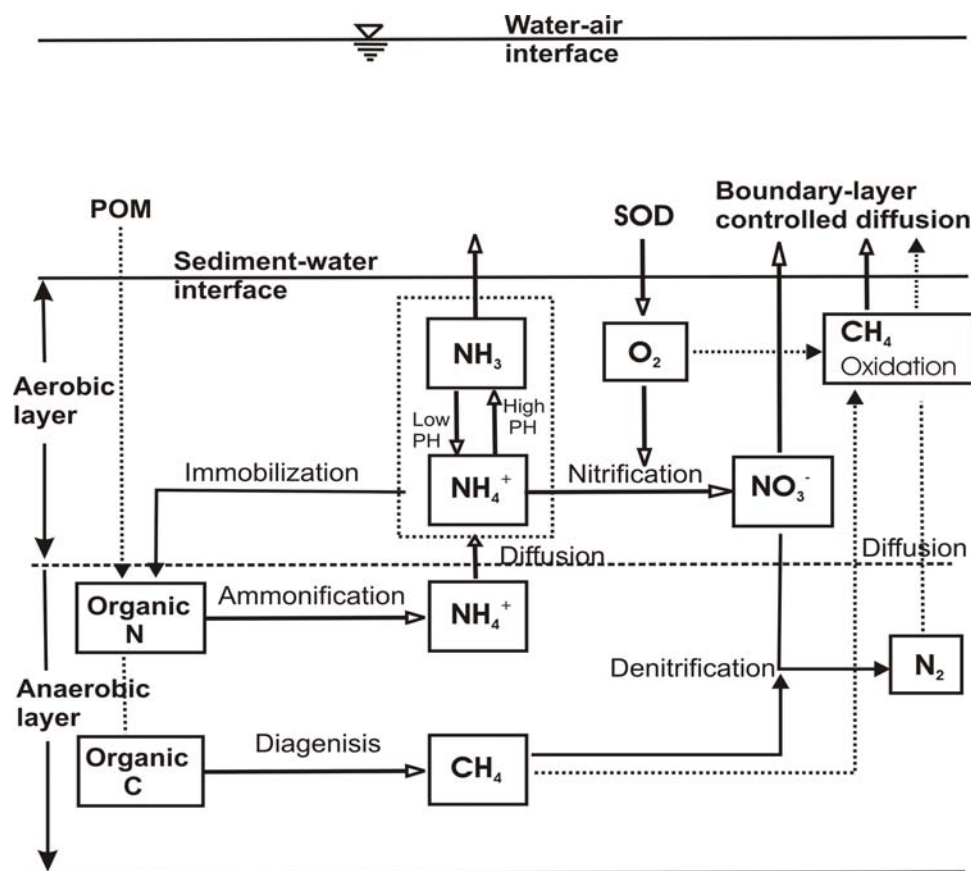 Water-air
interface
POM
SOD
Boundary-layer
controlled diffusion
Sediment-water
interface
NH₃
O₂
CH₄
Oxidation
Aerobic
layer
Low
PH
High
PH
Immobilization
NH₄⁺
Nitrification
NO₃⁻
Diffusion
Diffusion
Organic
N
Ammonification
NH₄⁺
Denitrification
N₂
Anaerobic
layer
Organic
C
Diagenisis
CH₄